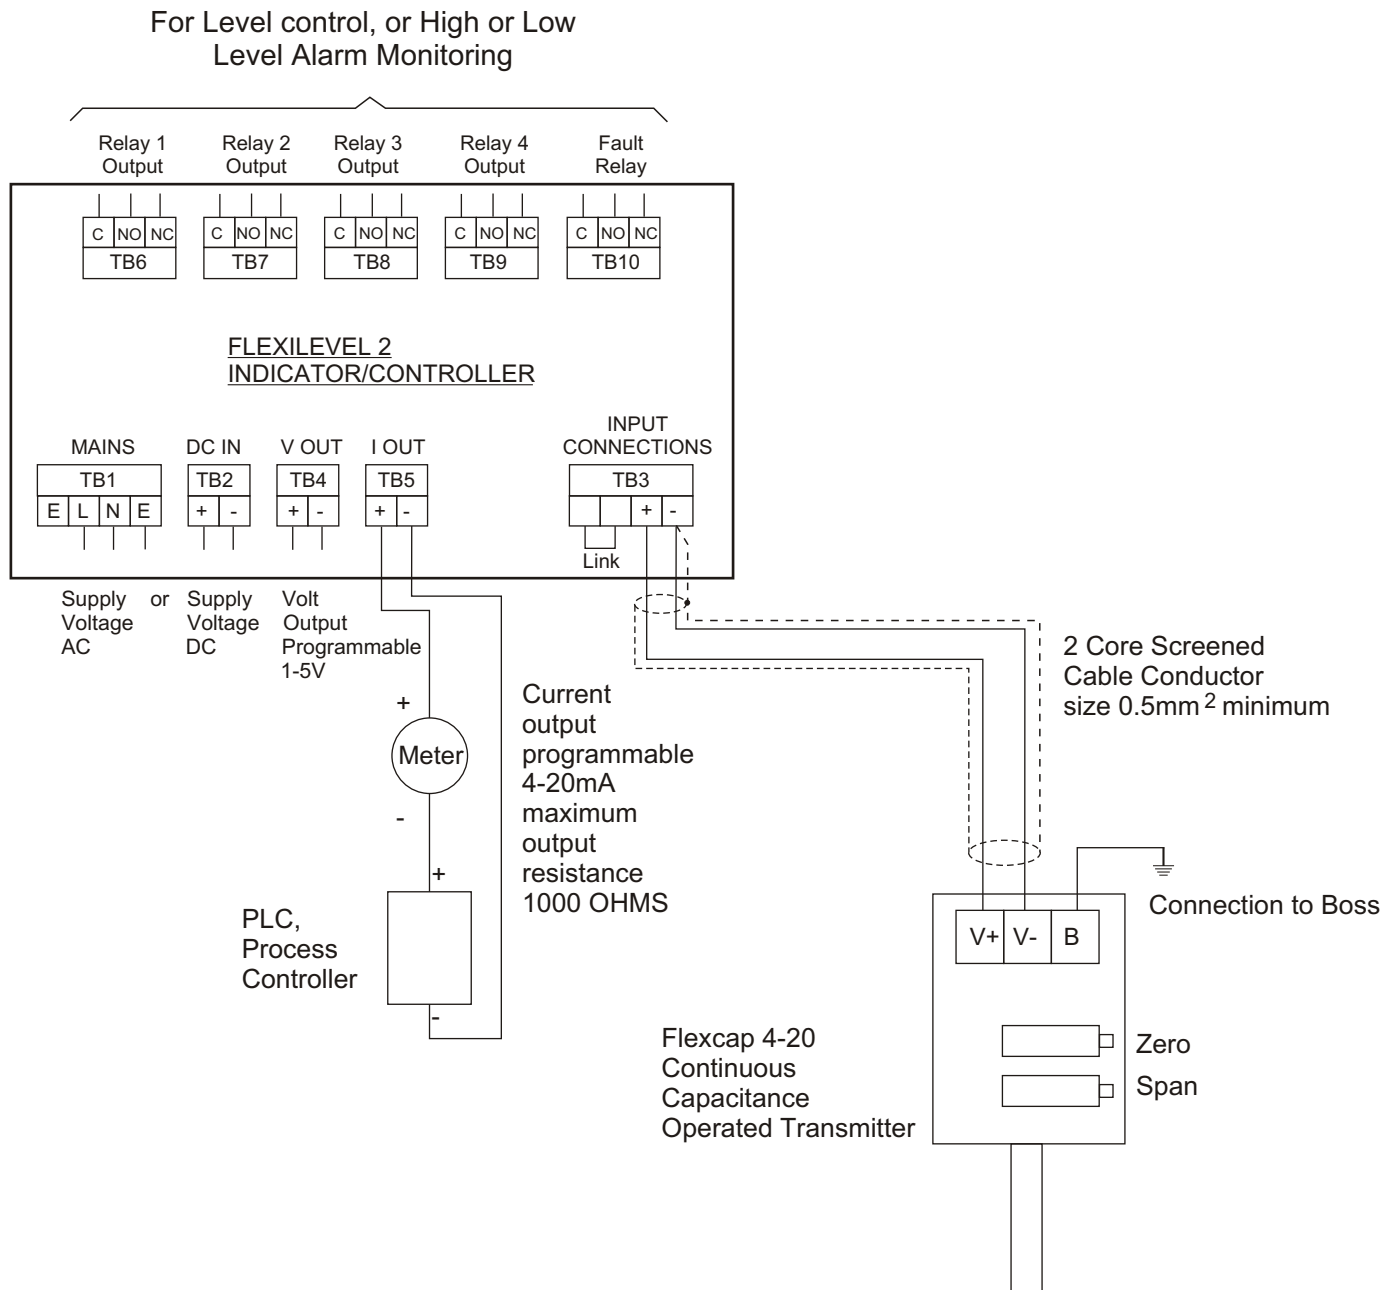 For Level control, or High or Low
Level Alarm Monitoring
Relay 1
Output
Relay 2
Output
Relay 3
Output
Relay 4
Output
Fault
Relay
C NO NC
TB6
C NO NC
TB7
C NO NC
TB8
C NO NC
TB9
C NO NC
TB10
FLEXILEVEL 2
INDICATOR/CONTROLLER
MAINS
TB1
E L N E
DC IN
TB2
+ -
V OUT
TB4
+ -
I OUT
TB5
+ -
INPUT
CONNECTIONS
TB3
+ -
Link
Supply
Voltage
AC
or
Supply
Voltage
DC
Volt
Output
Programmable
1-5V
+
Meter
-
+
PLC,
Process
Controller
-
Current
output
programmable
4-20mA
maximum
output
resistance
1000 OHMS
2 Core Screened
Cable Conductor
size 0.5mm 2 minimum
Connection to Boss
V+ V- B
Zero
Span
Flexcap 4-20
Continuous
Capacitance
Operated Transmitter